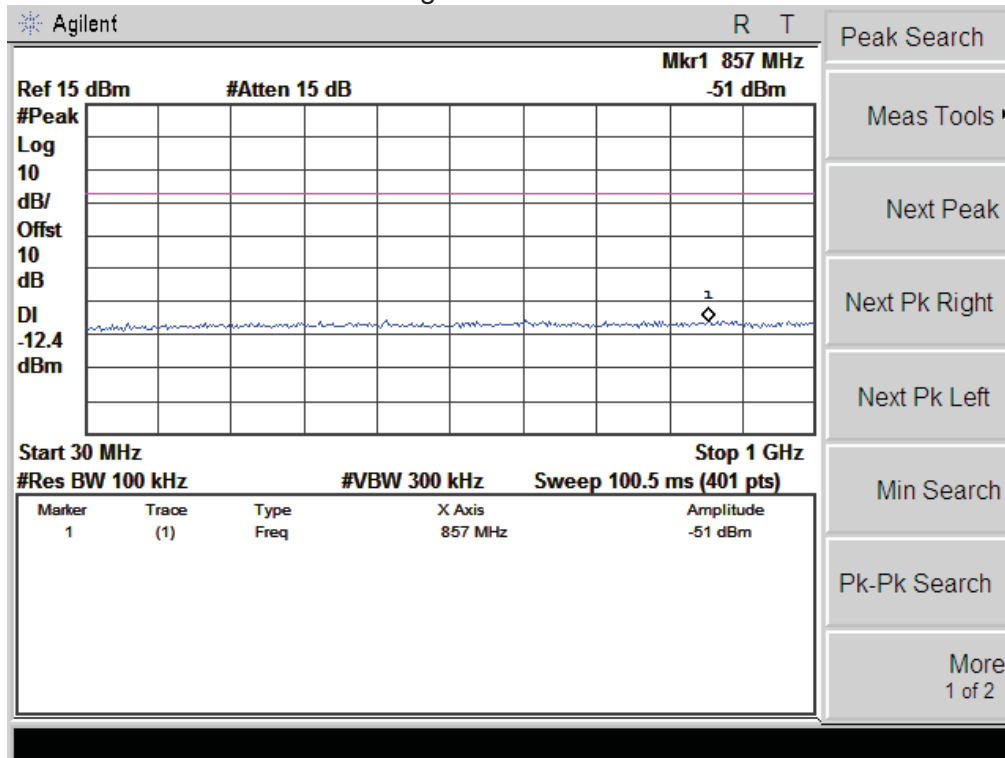 Agilent R T
Mkr1 857 MHz
Ref 15 dBm #Atten 15 dB -51 dBm
#Peak
Log
10
dB/
Offst
10
dB
DI
-12.4
dBm
1
Start 30 MHz Stop 1 GHz
#Res BW 100 kHz #VBW 300 kHz Sweep 100.5 ms (401 pts)
Marker Trace Type X Axis Amplitude
1 (1) Freq 857 MHz -51 dBm
Peak Search
Meas Tools
Next Peak
Next Pk Right
Next Pk Left
Min Search
Pk-Pk Search
More
1 of 2